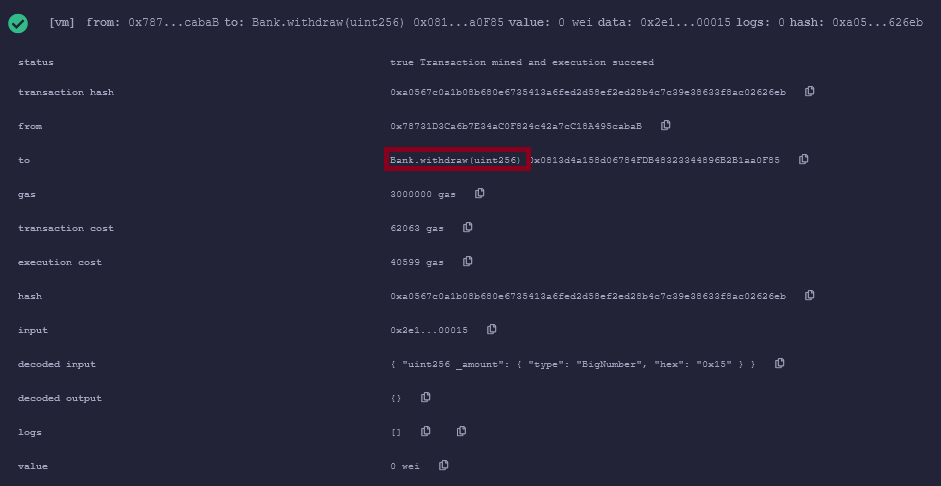 [vm] from: 0x787...cabaB to: Bank.withdraw(uint256) 0x081...a0F85 value: 0 wei data: 0x2e1...00015 logs: 0 hash: 0xa05...626eb
status true Transaction mined and execution succeed
transaction hash 0xa0567c0a1b08b680e6735413a6fed2d58ef2ed28b4c7c39e38633f8ac02626eb
from 0x78731D3Ca6b7E34aC0F824c42a7cC18A495cabaB
to Bank.withdraw(uint256) 0x0813d4a158d06784FDB48323344896B2B1aa0F85
gas 3000000 gas
transaction cost 62063 gas
execution cost 40599 gas
hash 0xa0567c0a1b08b680e6735413a6fed2d58ef2ed28b4c7c39e38633f8ac02626eb
input 0x2e1...00015
decoded input { "uint256 _amount": { "type": "BigNumber", "hex": "0x15" } }
decoded output {}
logs []
value 0 wei